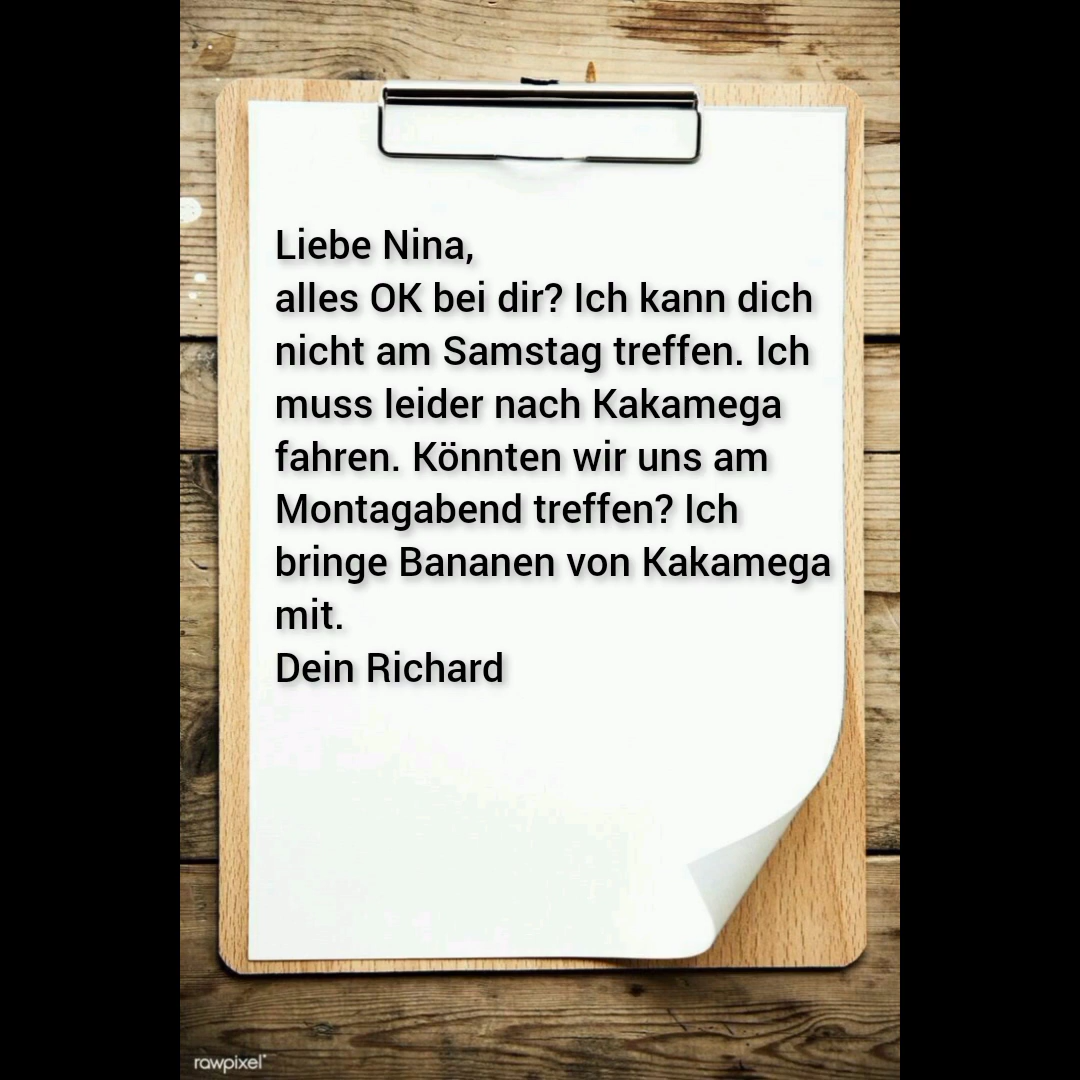 Liebe Nina,
alles OK bei dir? Ich kann dich
nicht am Samstag treffen. Ich
muss leider nach Kakamega
fahren. Könnten wir uns am
Montagabend treffen? Ich
bringe Bananen von Kakamega
mit.
Dein Richard
rawpixel